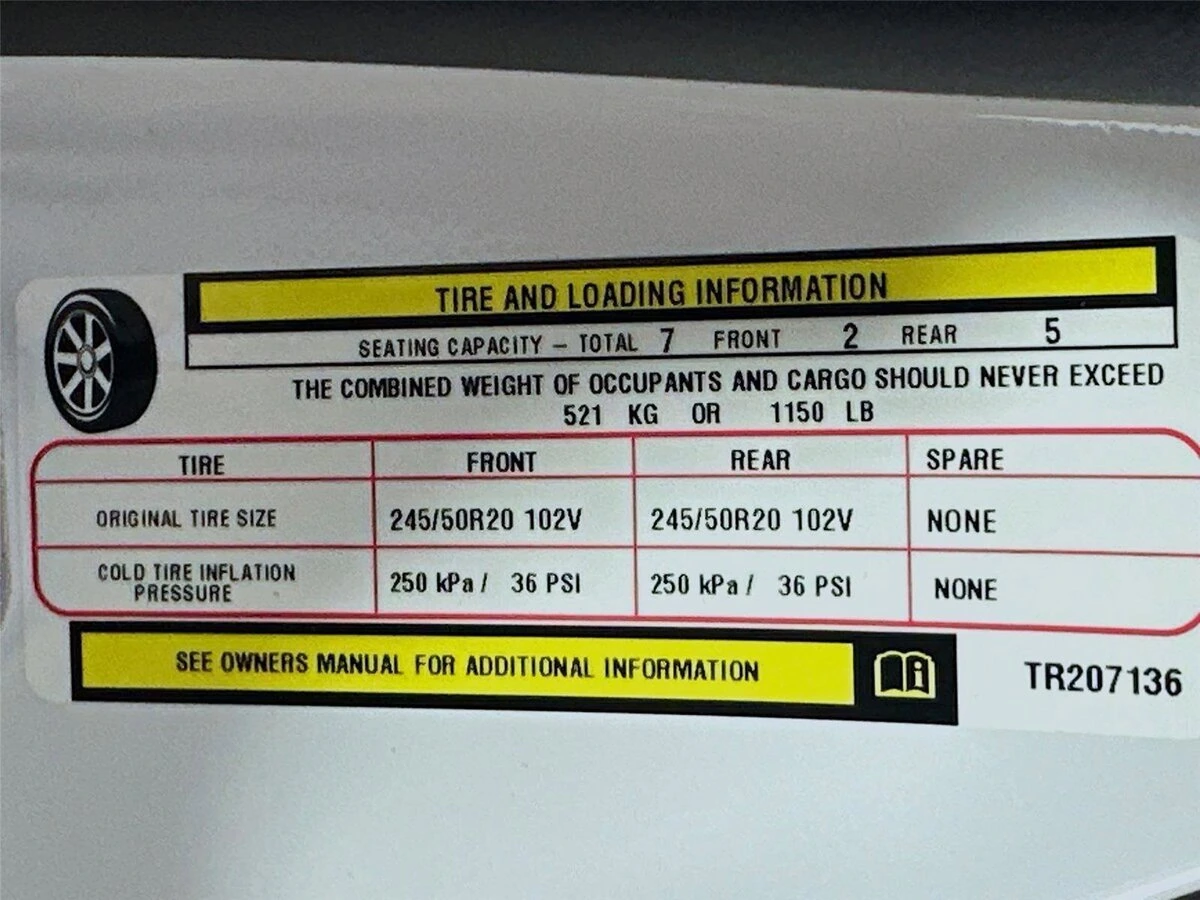 TIRE AND LOADING INFORMATION
SEATING CAPACITY – TOTAL 7 FRONT 2 REAR 5
THE COMBINED WEIGHT OF OCCUPANTS AND CARGO SHOULD NEVER EXCEED
521 KG OR 1150 LB
TIRE FRONT REAR SPARE
ORIGINAL TIRE SIZE 245/50R20 102V 245/50R20 102V NONE
COLD TIRE INFLATION
PRESSURE 250 kPa / 36 PSI 250 kPa / 36 PSI NONE
SEE OWNERS MANUAL FOR ADDITIONAL INFORMATION
TR207136